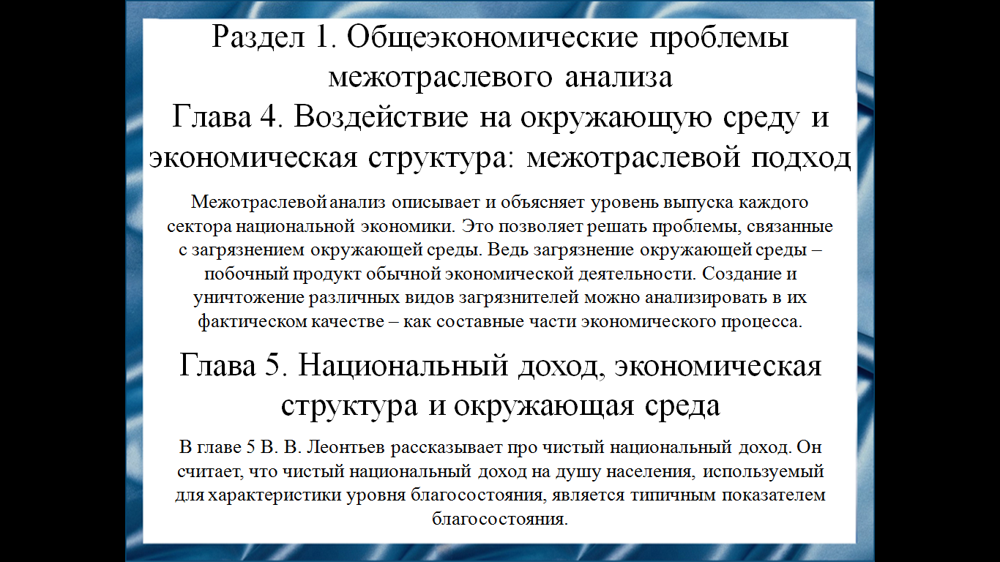 Раздел 1. Общеэкономические проблемы
межотраслевого анализа
Глава 4. Воздействие на окружающую среду и
экономическая структура: межотраслевой подход
Межотраслевой анализ описывает и объясняет уровень выпуска каждого
сектора национальной экономики. Это позволяет решать проблемы, связанные
с загрязнением окружающей среды. Ведь загрязнение окружающей среды –
побочный продукт обычной экономической деятельности. Создание и
уничтожение различных видов загрязнителей можно анализировать в их
фактическом качестве – как составные части экономического процесса.
Глава 5. Национальный доход, экономическая
структура и окружающая среда
В главе 5 В. В. Леонтьев рассказывает про чистый национальный доход. Он
считает, что чистый национальный доход на душу населения, используемый
для характеристики уровня благосостояния, является типичным показателем
благосостояния.